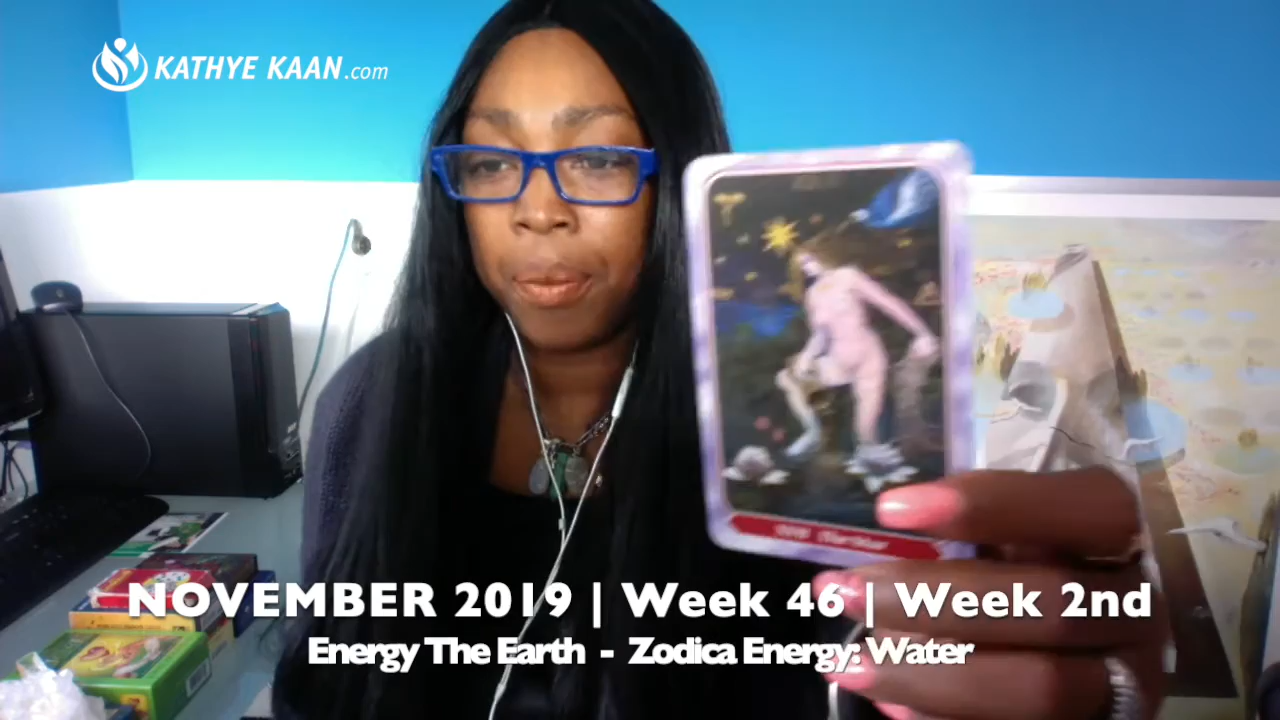 KATHYE KAAN.com
NOVEMBER 2019 | Week 46 | Week 2nd
Energy The Earth - Zodica Energy: Water